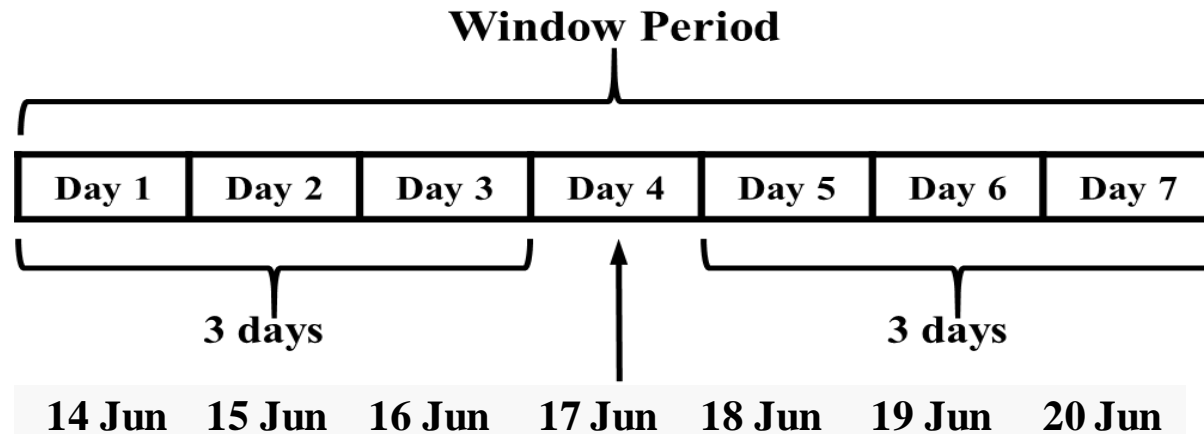 Window Period
Day 1 Day 2 Day 3 Day 4 Day 5 Day 6 Day 7
3 days 3 days
14 Jun 15 Jun 16 Jun 17 Jun 18 Jun 19 Jun 20 Jun